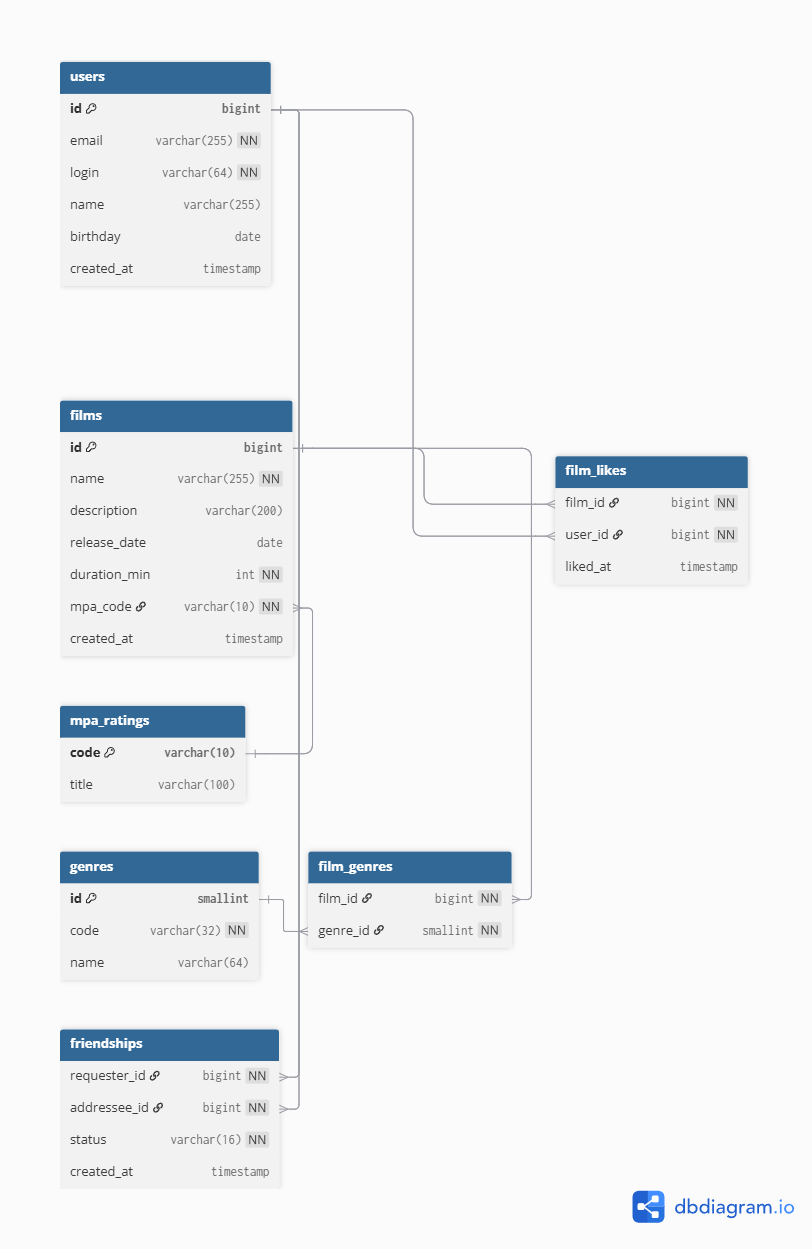 users
id bigint
email varchar(255) NN
login varchar(64) NN
name varchar(255)
birthday date
created_at timestamp
films
id bigint
name varchar(255) NN
description varchar(200)
release_date date
duration_min int NN
mpa_code varchar(10) NN
created_at timestamp
film_likes
film_id bigint NN
user_id bigint NN
liked_at timestamp
mpa_ratings
code varchar(10)
title varchar(100)
genres
id smallint
code varchar(32) NN
name varchar(64)
film_genres
film_id bigint NN
genre_id smallint NN
friendships
requester_id bigint NN
addressee_id bigint NN
status varchar(16) NN
created_at timestamp
dbdiagram.io